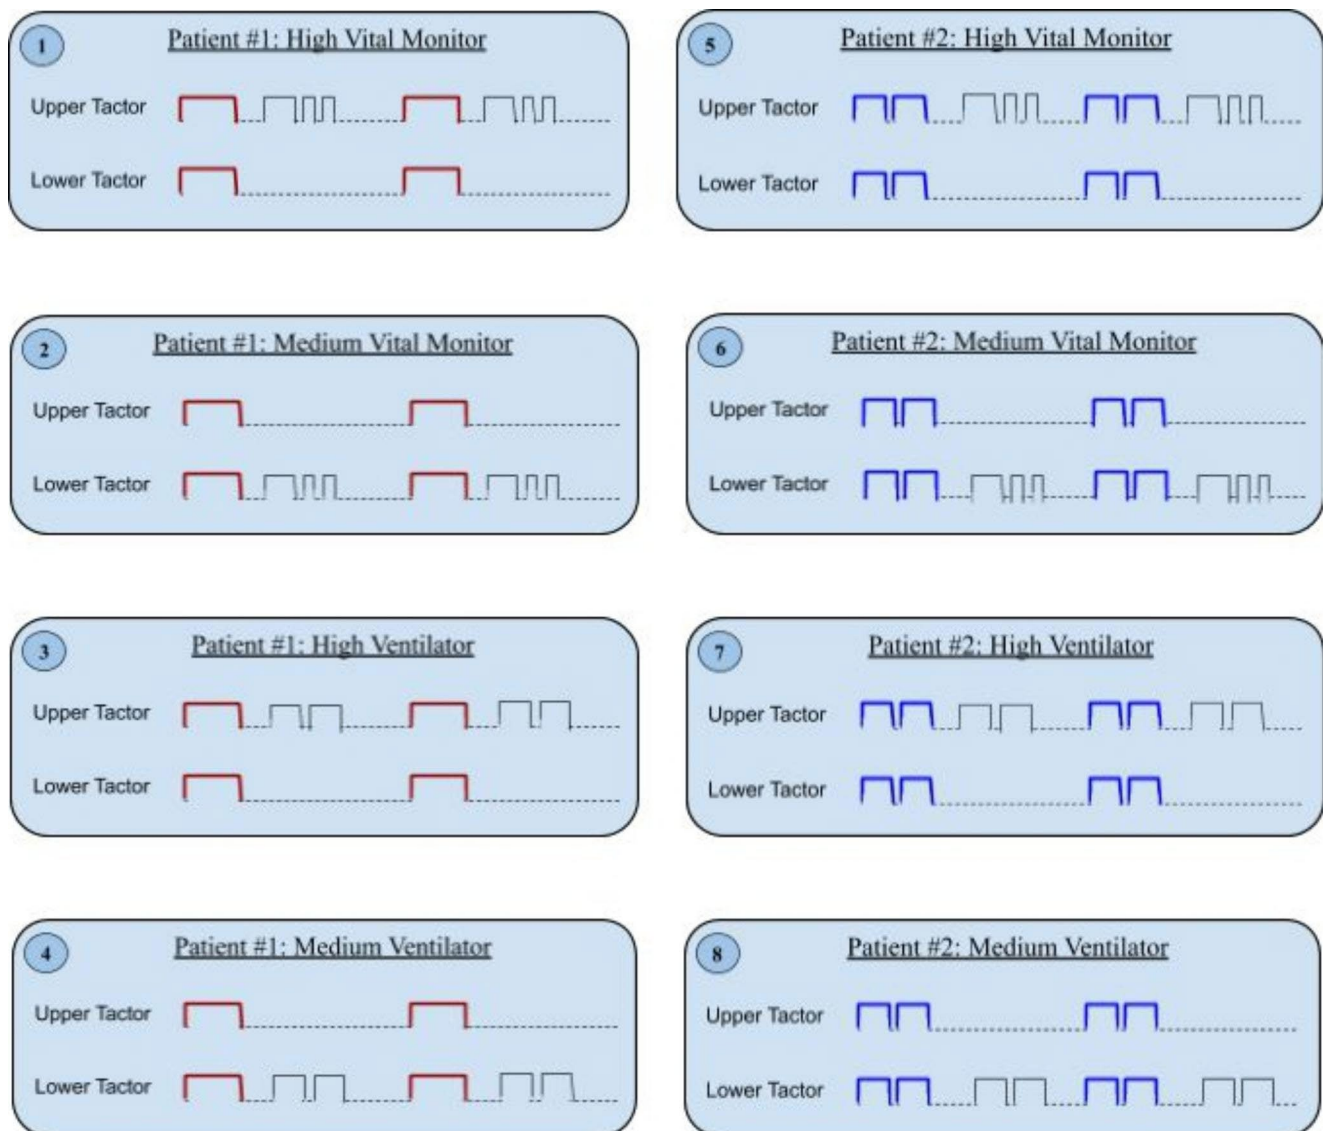 1
Patient #1: High Vital Monitor
Upper Tactor
Lower Tactor
5
Patient #2: High Vital Monitor
Upper Tactor
Lower Tactor
2
Patient #1: Medium Vital Monitor
Upper Tactor
Lower Tactor
6
Patient #2: Medium Vital Monitor
Upper Tactor
Lower Tactor
3
Patient #1: High Ventilator
Upper Tactor
Lower Tactor
7
Patient #2: High Ventilator
Upper Tactor
Lower Tactor
4
Patient #1: Medium Ventilator
Upper Tactor
Lower Tactor
8
Patient #2: Medium Ventilator
Upper Tactor
Lower Tactor